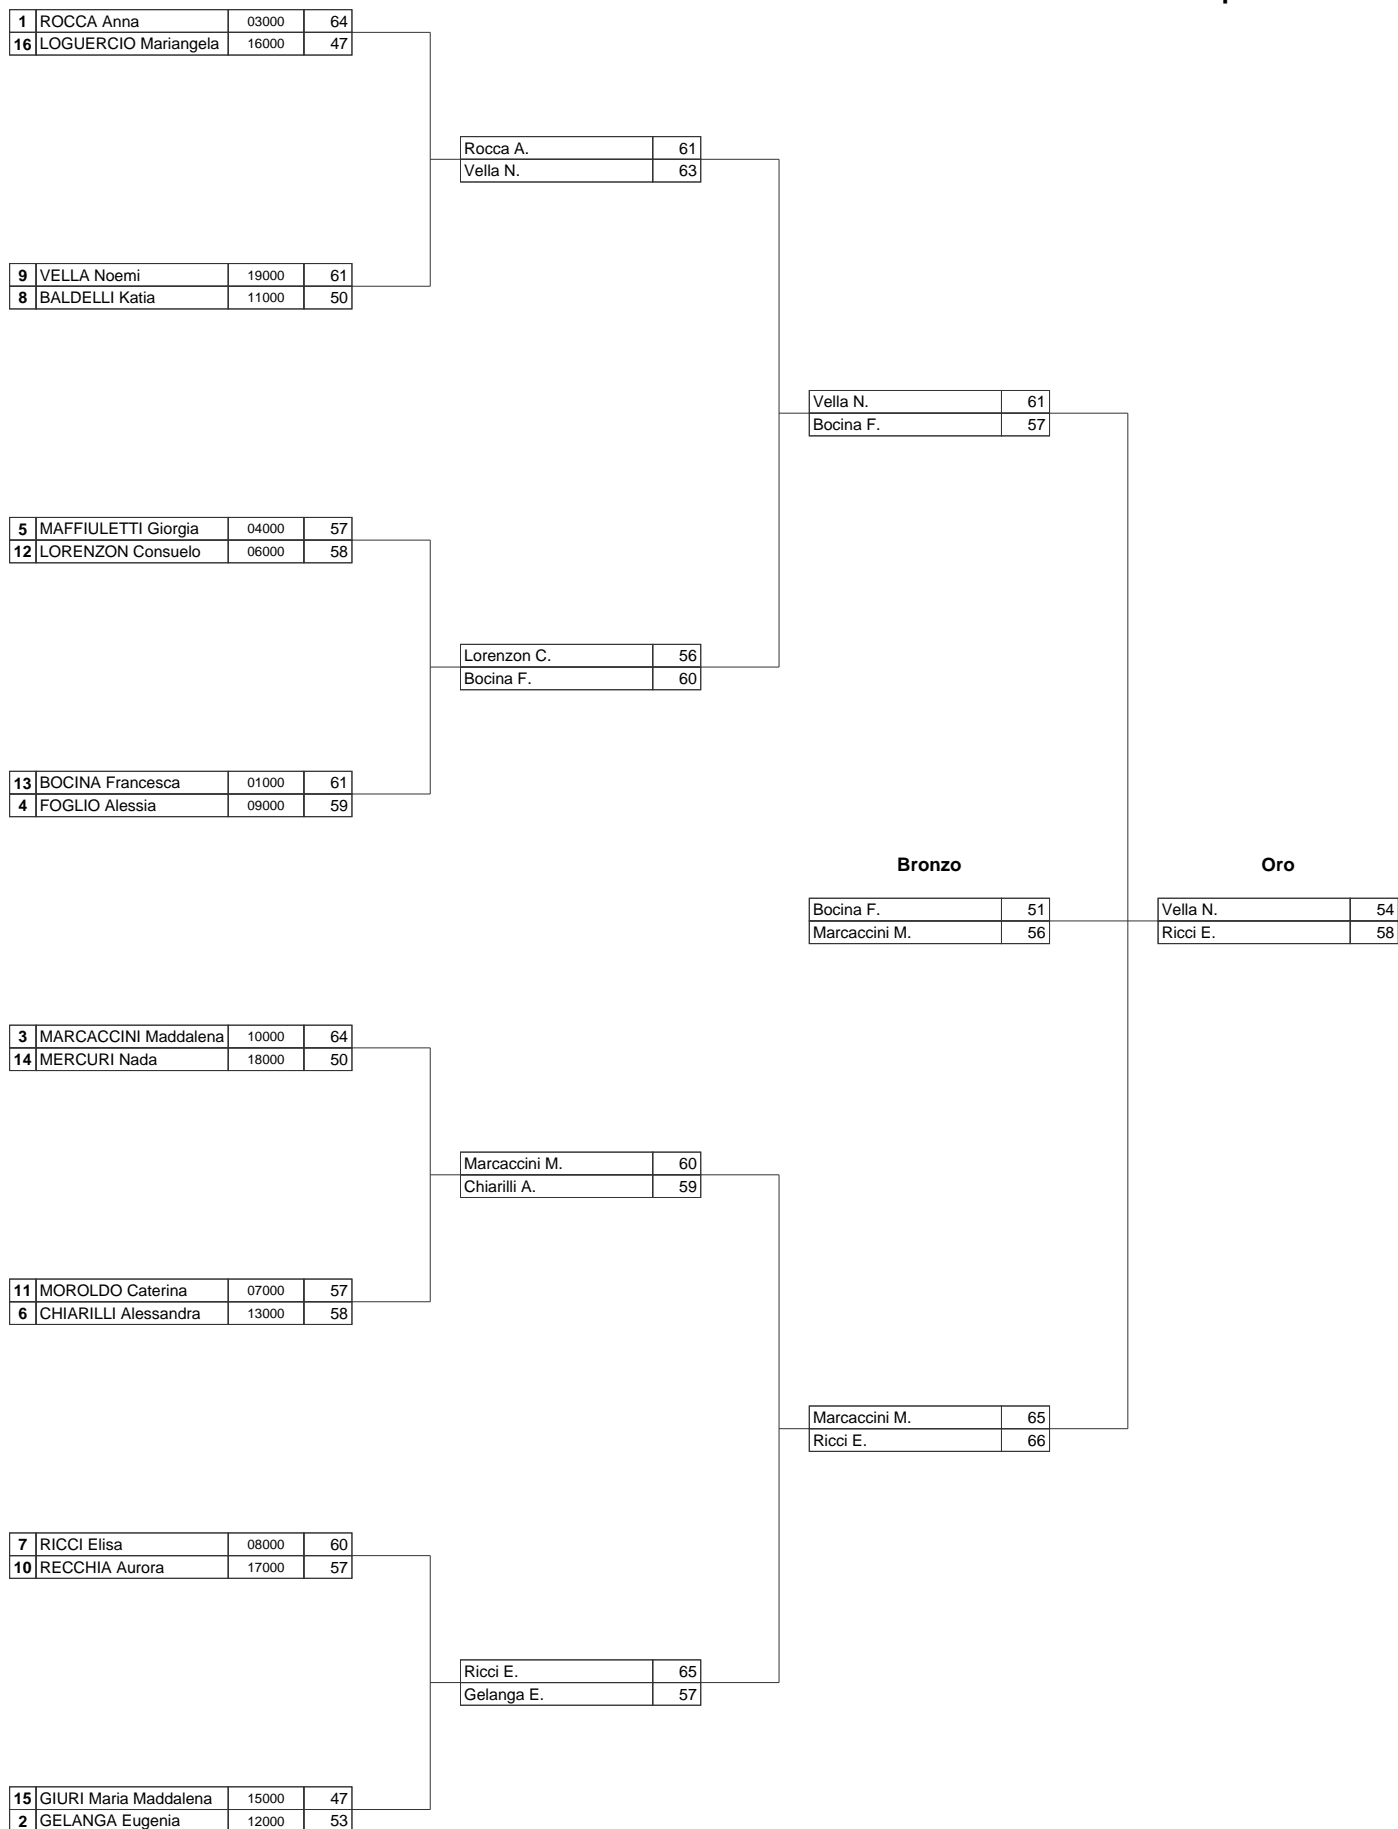 1 ROCCA Anna 03000 64
16 LOGUERCIO Mariangela 16000 47
Rocca A. 61
Vella N. 63
9 VELLA Noemi 19000 61
8 BALDELLI Katia 11000 50
Vella N. 61
Bocina F. 57
5 MAFFIULETTI Giorgia 04000 57
12 LORENZON Consuelo 06000 58
Lorenzon C. 56
Bocina F. 60
13 BOCINA Francesca 01000 61
4 FOGLIO Alessia 09000 59
Bronzo Oro
Bocina F. 51 Vella N. 54
Marcaccini M. 56 Ricci E. 58
3 MARCACCINI Maddalena 10000 64
14 MERCURI Nada 18000 50
Marcaccini M. 60
Chiarilli A. 59
11 MOROLDO Caterina 07000 57
6 CHIARILLI Alessandra 13000 58
Marcaccini M. 65
Ricci E. 66
7 RICCI Elisa 08000 60
10 RECCHIA Aurora 17000 57
Ricci E. 65
Gelanga E. 57
15 GIURI Maria Maddalena 15000 47
2 GELANGA Eugenia 12000 53